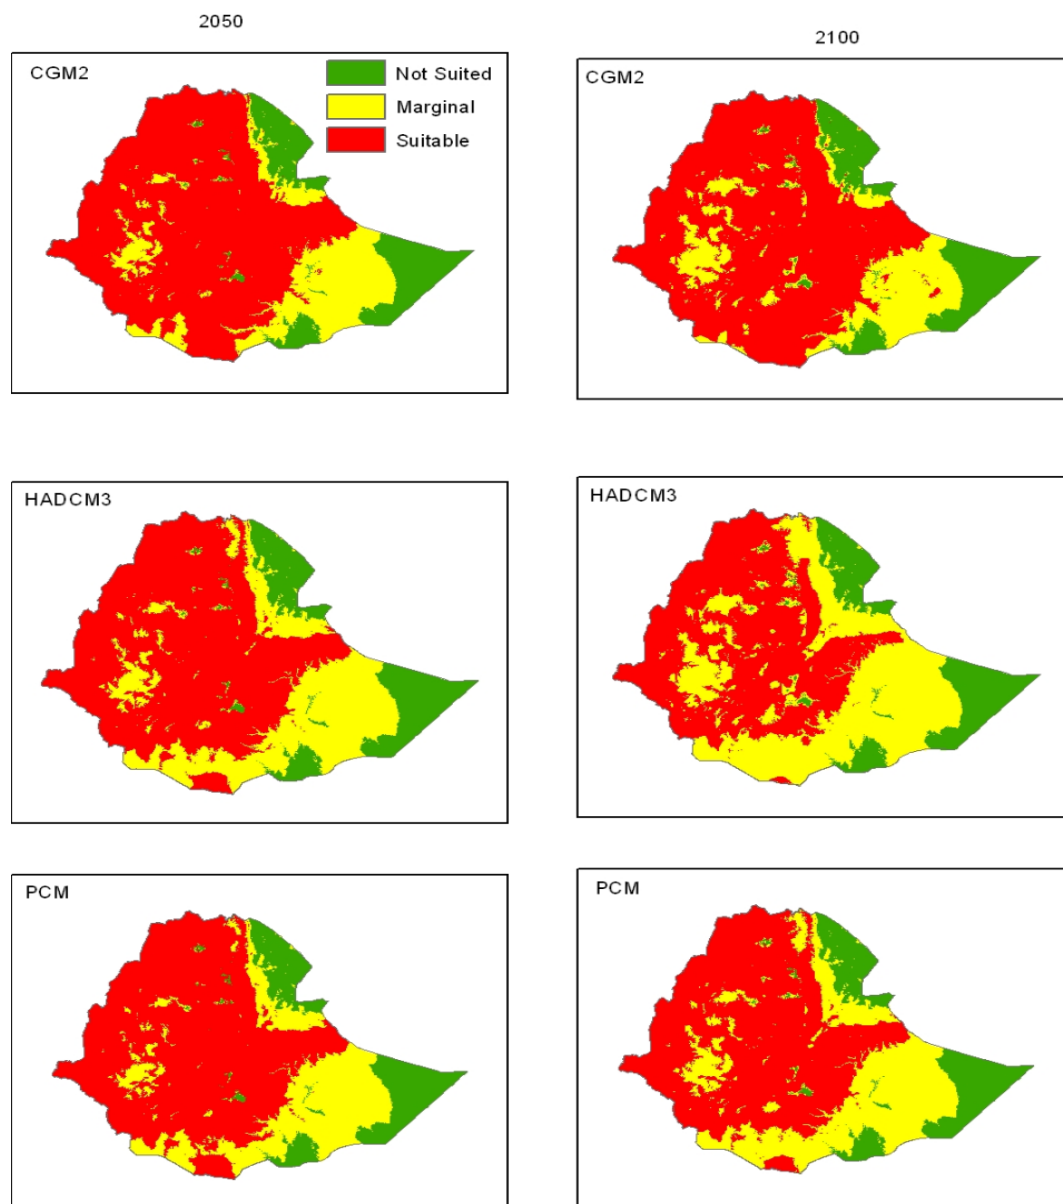 2050
2100
CGM2
Not Suited
Marginal
Suitable
CGM2
HADCM3
HADCM3
PCM
PCM